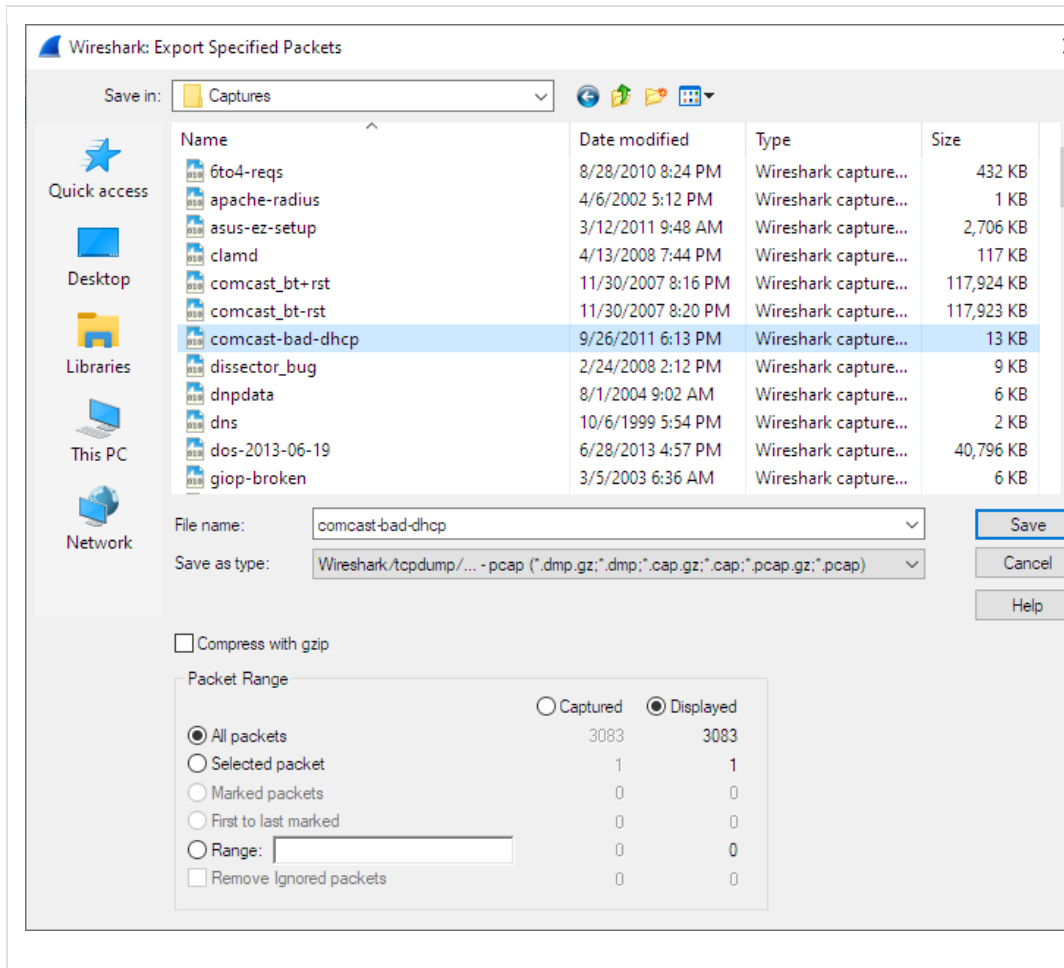 Wireshark: Export Specified Packets
Save in: Captures
Name Date modified Type Size
6to4-reqs 8/28/2010 8:24 PM Wireshark capture... 432 KB
apache-radius 4/6/2002 5:12 PM Wireshark capture... 1 KB
asus-ez-setup 3/12/2011 9:48 AM Wireshark capture... 2,706 KB
clamd 4/13/2008 7:44 PM Wireshark capture... 117 KB
comcast_bt+rst 11/30/2007 8:16 PM Wireshark capture... 117,924 KB
comcast_bt-rst 11/30/2007 8:20 PM Wireshark capture... 117,923 KB
comcast-bad-dhcp 9/26/2011 6:13 PM Wireshark capture... 13 KB
dissector_bug 2/24/2008 2:12 PM Wireshark capture... 9 KB
dnpdata 8/1/2004 9:02 AM Wireshark capture... 6 KB
dns 10/6/1999 5:54 PM Wireshark capture... 2 KB
dos-2013-06-19 6/28/2013 4:57 PM Wireshark capture... 40,796 KB
giop-broken 3/5/2003 6:36 AM Wireshark capture... 6 KB
Quick access
Desktop
Libraries
This PC
Network
File name: comcast-bad-dhcp Save
Save as type: Wireshark/tcpdump/... - pcap (*.dmp.gz;*.dmp;*.cap.gz;*.cap;*.pcap.gz;*.pcap) Cancel
Help
Compress with gzip
Packet Range
Captured Displayed
All packets 3083 3083
Selected packet 1 1
Marked packets 0 0
First to last marked 0 0
Range: 0 0
Remove Ignored packets 0 0